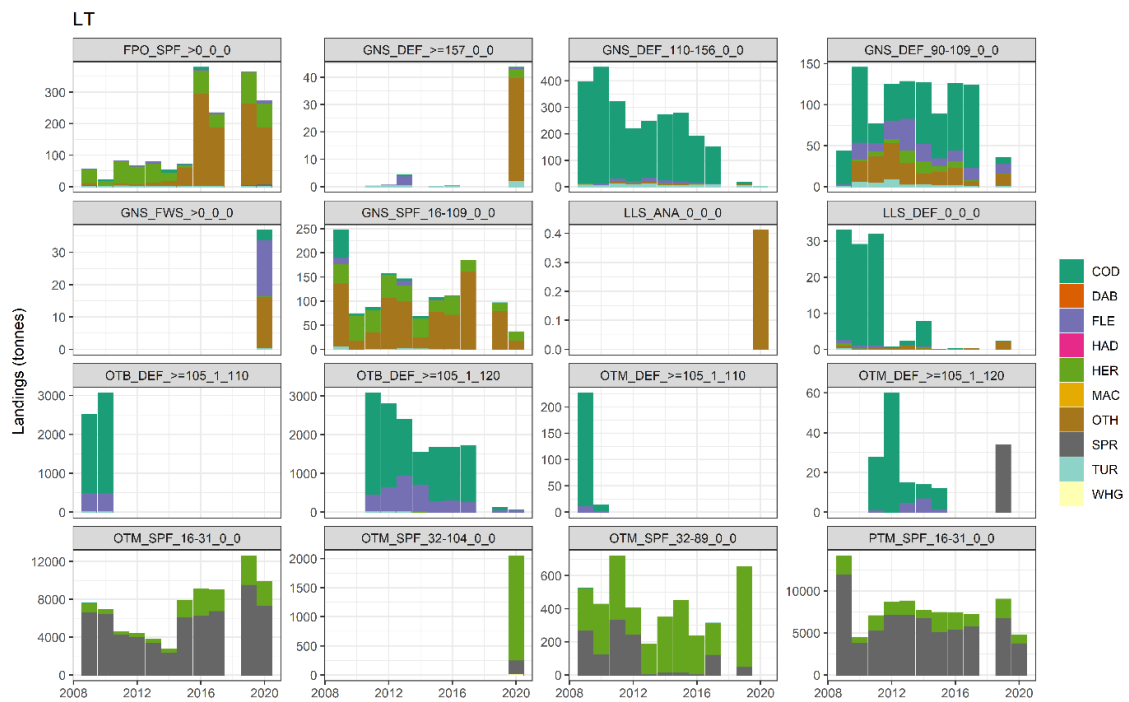 LT
FPO_SPF_>0_0_0 GNS_DEF_>=157_0_0 GNS_DEF_110-156_0_0 GNS_DEF_90-109_0_0
300 200 100 0
40 30 20 10 0
400 300 200 100 0
150 100 50 0
GNS_FWS_>0_0_0 GNS_SPF_16-109_0_0 LLS_ANA_0_0_0 LLS_DEF_0_0_0
30 20 10 0
250 200 150 100 50 0
0.4 0.3 0.2 0.1 0.0
30 20 10 0
OTB_DEF_>=105_1_110 OTB_DEF_>=105_1_120 OTM_DEF_>=105_1_110 OTM_DEF_>=105_1_120
3000 2000 1000 0
3000 2000 1000 0
200 150 100 50 0
60 40 20 0
OTM_SPF_16-31_0_0 OTM_SPF_32-104_0_0 OTM_SPF_32-89_0_0 PTM_SPF_16-31_0_0
12000 8000 4000 0
2000 1500 1000 500 0
600 400 200 0
10000 5000 0
2008 2012 2016 2020 2008 2012 2016 2020 2008 2012 2016 2020 2008 2012 2016 2020
Landings (tonnes)
COD
DAB
FLE
HAD
HER
MAC
OTH
SPR
TUR
WHG